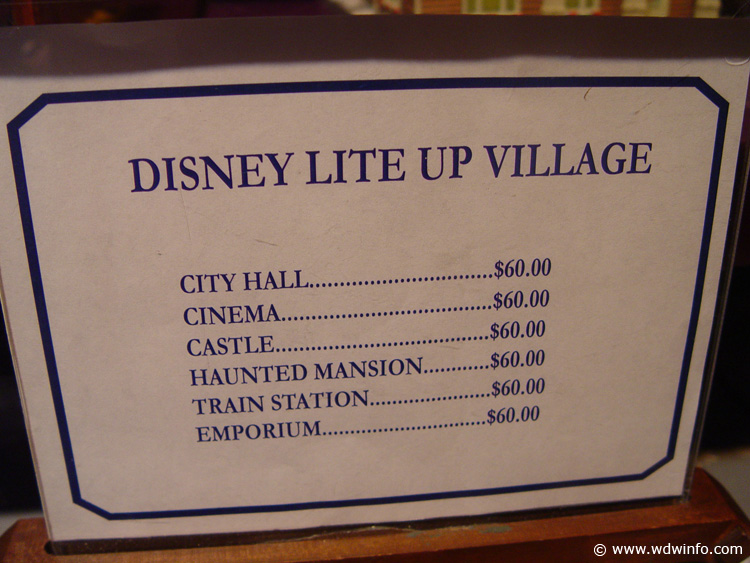 DISNEY LITE UP VILLAGE
CITY HALL................................$60.00
CINEMA.....................................$60.00
CASTLE......................................$60.00
HAUNTED MANSION............$60.00
TRAIN STATION.....................$60.00
EMPORIUM.............................$60.00
© www.wdwinfo.com